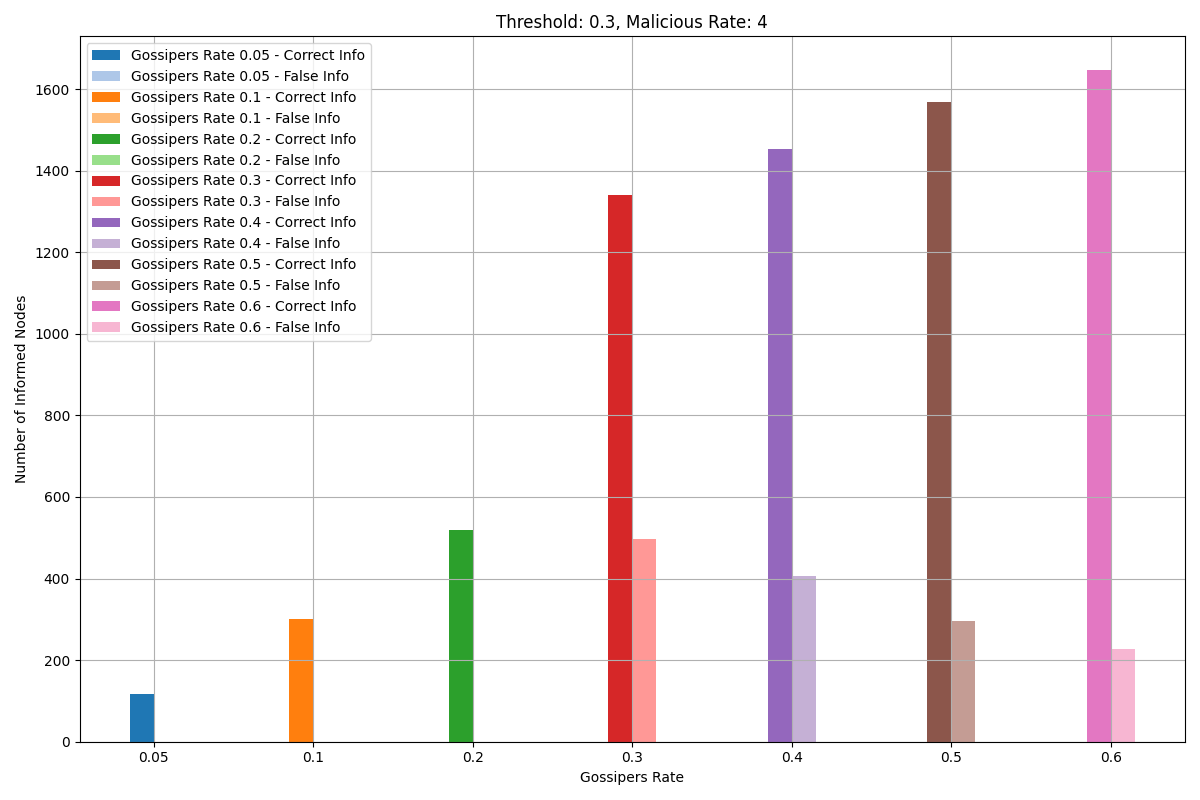 Threshold: 0.3, Malicious Rate: 4
Gossipers Rate 0.05 - Correct Info
Gossipers Rate 0.05 - False Info
Gossipers Rate 0.1 - Correct Info
Gossipers Rate 0.1 - False Info
Gossipers Rate 0.2 - Correct Info
Gossipers Rate 0.2 - False Info
Gossipers Rate 0.3 - Correct Info
Gossipers Rate 0.3 - False Info
Gossipers Rate 0.4 - Correct Info
Gossipers Rate 0.4 - False Info
Gossipers Rate 0.5 - Correct Info
Gossipers Rate 0.5 - False Info
Gossipers Rate 0.6 - Correct Info
Gossipers Rate 0.6 - False Info
Number of Informed Nodes
1600
1400
1200
1000
800
600
400
200
0
0.05 0.1 0.2 0.3 0.4 0.5 0.6
Gossipers Rate